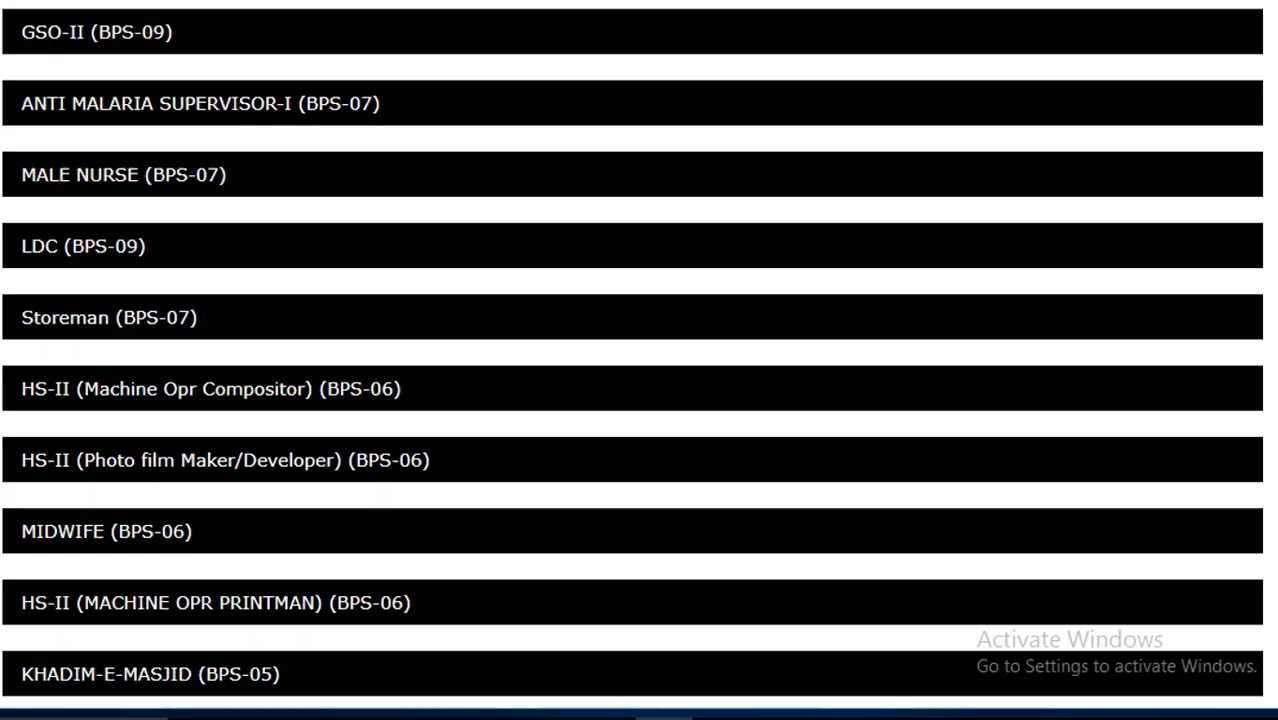 GSO-II (BPS-09)
ANTI MALARIA SUPERVISOR-I (BPS-07)
MALE NURSE (BPS-07)
LDC (BPS-09)
Storeman (BPS-07)
HS-II (Machine Opr Compositor) (BPS-06)
HS-II (Photo film Maker/Developer) (BPS-06)
MIDWIFE (BPS-06)
HS-II (MACHINE OPR PRINTMAN) (BPS-06)
Activate Windows
Go to Settings to activate Windows.
KHADIM-E-MASJID (BPS-05)